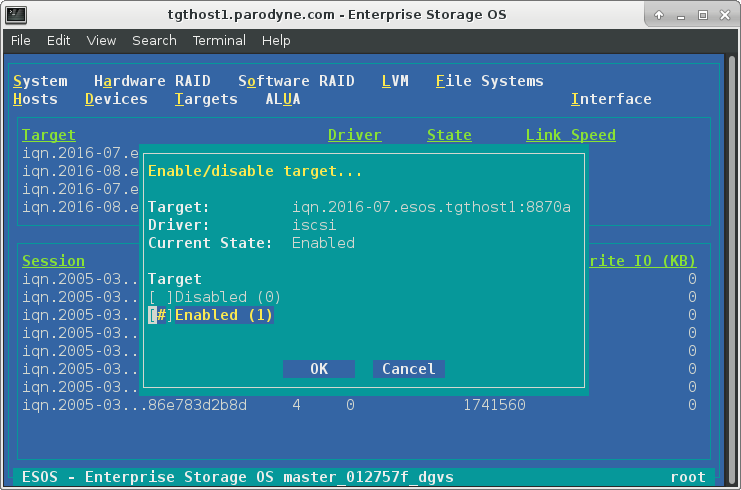 tgthost1.parodyne.com - Enterprise Storage OS
File Edit View Search Terminal Help
System Hardware RAID Software RAID LVM File Systems
Hosts Devices Targets ALUA Interface
Target Driver State Link Speed
iqn.2016-07.e
iqn.2016-08.e
iqn.2016-07.e
iqn.2016-08.e
Enable/disable target...
Target: iqn.2016-07.esos.tgthost1:8870a
Driver: iscsi
Current State: Enabled
Target
[ ]Disabled (0)
[#]Enabled (1)
OK Cancel
Session rite IO (KB)
iqn.2005-03.. 0
iqn.2005-03.. 0
iqn.2005-03.. 0
iqn.2005-03.. 0
iqn.2005-03.. 0
iqn.2005-03.. 0
iqn.2005-03.. 0
iqn.2005-03...86e783d2b8d 4 0 1741560 0
ESOS - Enterprise Storage OS master_012757f_dgvs root